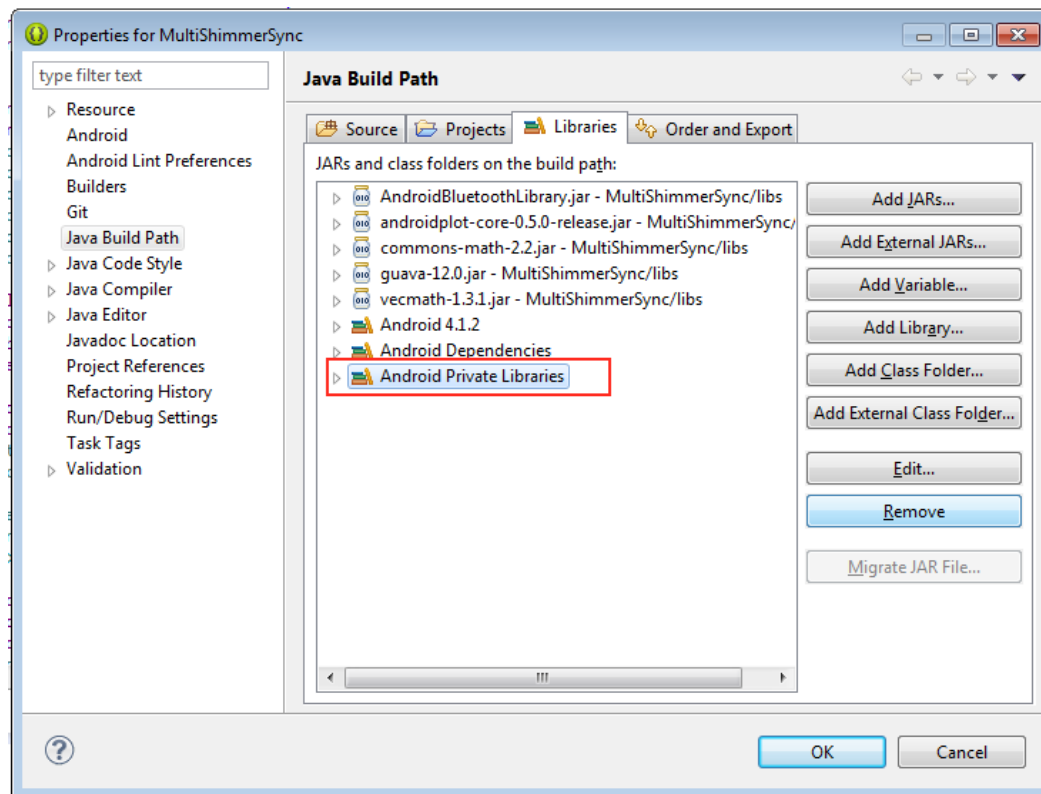 Properties for MultiShimmerSync
type filter text
Resource
Android
Android Lint Preferences
Builders
Git
Java Build Path
Java Code Style
Java Compiler
Java Editor
Javadoc Location
Project References
Refactoring History
Run/Debug Settings
Task Tags
Validation
Java Build Path
Source
Projects
Libraries
Order and Export
JARs and class folders on the build path:
AndroidBluetoothLibrary.jar - MultiShimmerSync/libs
androidplot-core-0.5.0-release.jar - MultiShimmerSync/
commons-math-2.2.jar - MultiShimmerSync/libs
guava-12.0.jar - MultiShimmerSync/libs
vecmath-1.3.1.jar - MultiShimmerSync/libs
Android 4.1.2
Android Dependencies
Android Private Libraries
Add JARs...
Add External JARs...
Add Variable...
Add Library...
Add Class Folder...
Add External Class Folder...
Edit...
Remove
Migrate JAR File...
OK
Cancel